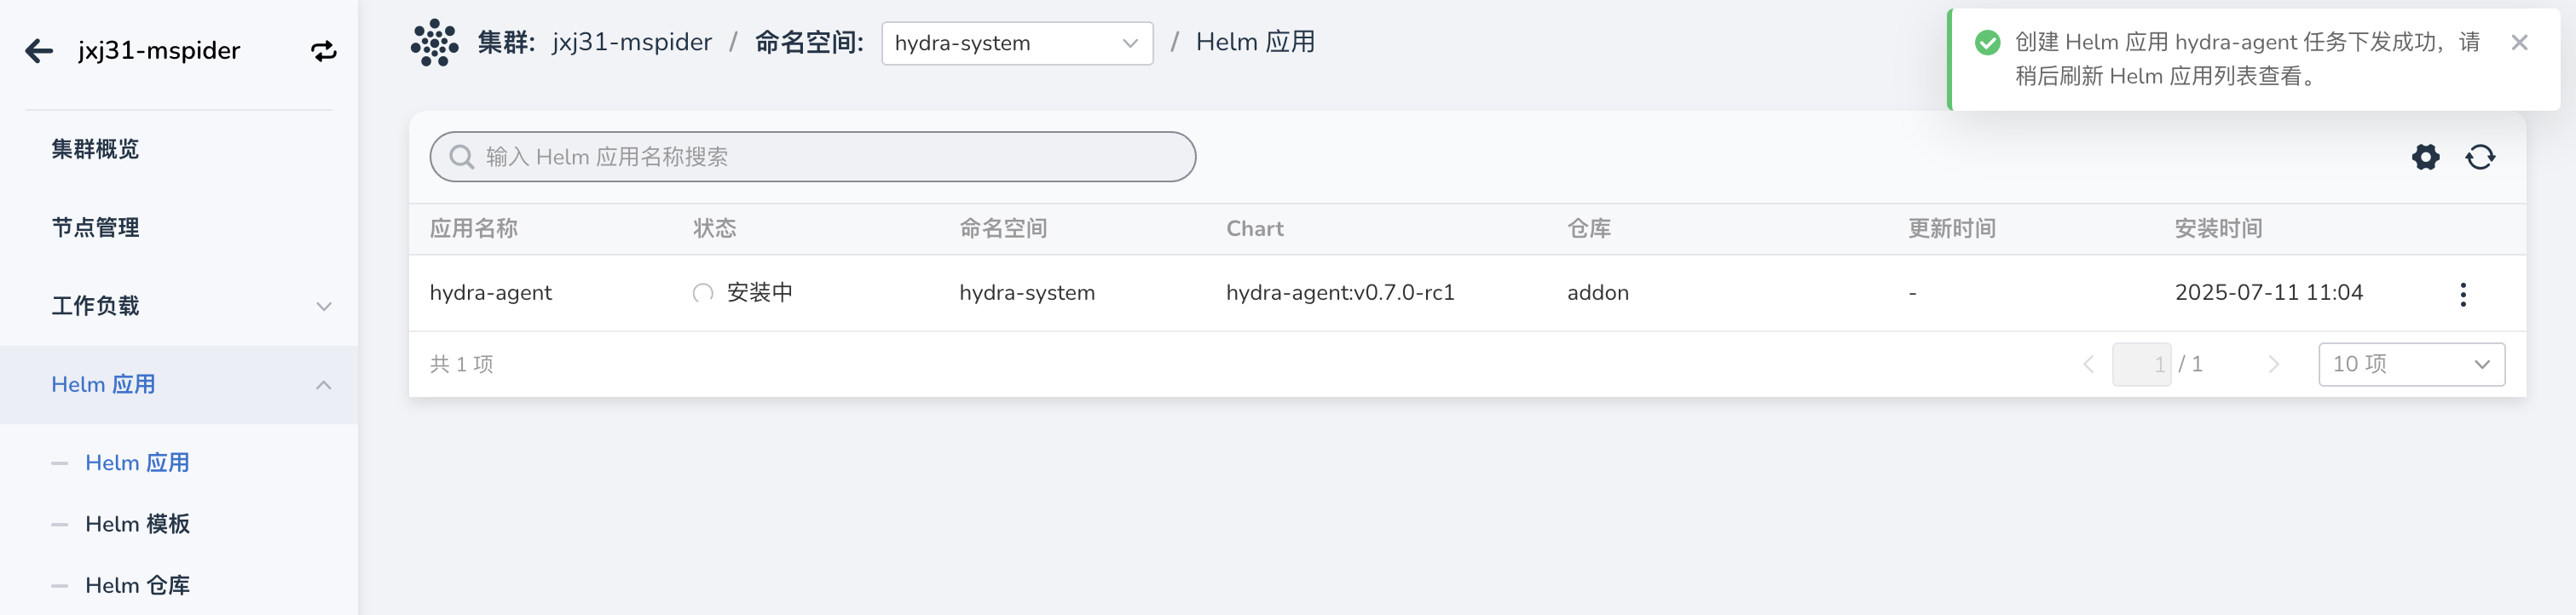 jxj31-mspider
集群: jxj31-mspider / 命名空间: hydra-system / Helm 应用
创建 Helm 应用 hydra-agent 任务下发成功，请
稍后刷新 Helm 应用列表查看。
集群概览
节点管理
工作负载
Helm 应用
Helm 应用
Helm 模板
Helm 仓库
输入 Helm 应用名称搜索
应用名称 状态 命名空间 Chart 仓库 更新时间 安装时间
hydra-agent 安装中 hydra-system hydra-agent:v0.7.0-rc1 addon - 2025-07-11 11:04
共 1 项 1 / 1 10 项